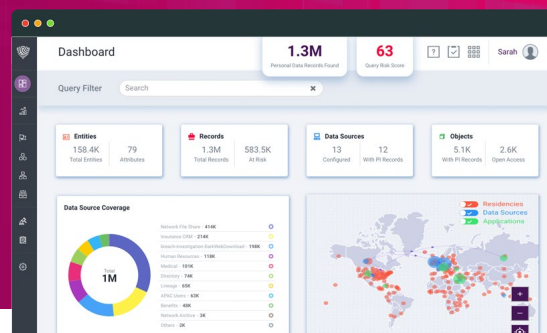 Dashboard
1.3M
Personal Data Records Found
63
Query Risk Score
?
Sarah
Query Filter
Search
Entities
158.4K
Total Entities
79
Attributes
Records
1.3M
Total Records
583.5K
At Risk
Data Sources
13
Configured
12
With PI Records
Objects
5.1K
With PI Records
2.6K
Open Access
Data Source Coverage
Total
1M
Network File Share - 414K
Insurance CRM - 214K
Breach Investigation DarkWebDownload - 198K
Human Resources - 118K
Medical - 101K
Directory - 74K
Lineage - 65K
APAC Users - 63K
Benefits - 48K
Network Archive - 3K
Others - 2K
Residencies
Data Sources
Applications
+
−